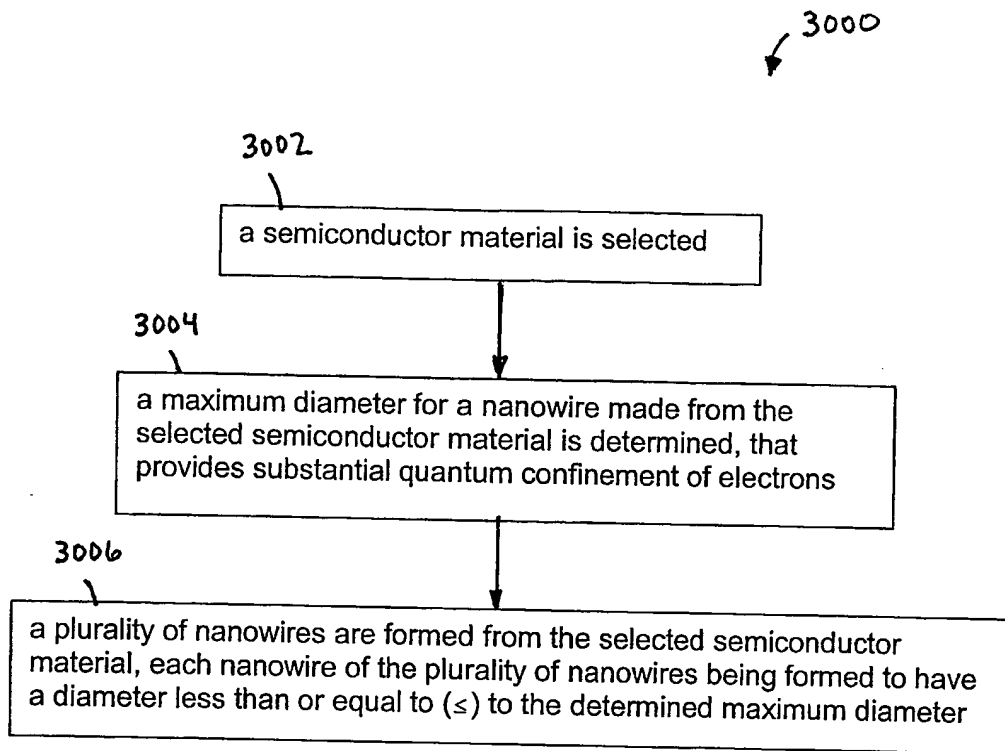 3000
3002
a semiconductor material is selected
3004
a maximum diameter for a nanowire made from the
selected semiconductor material is determined, that
provides substantial quantum confinement of electrons
3006
a plurality of nanowires are formed from the selected semiconductor
material, each nanowire of the plurality of nanowires being formed to have
a diameter less than or equal to (≤) to the determined maximum diameter